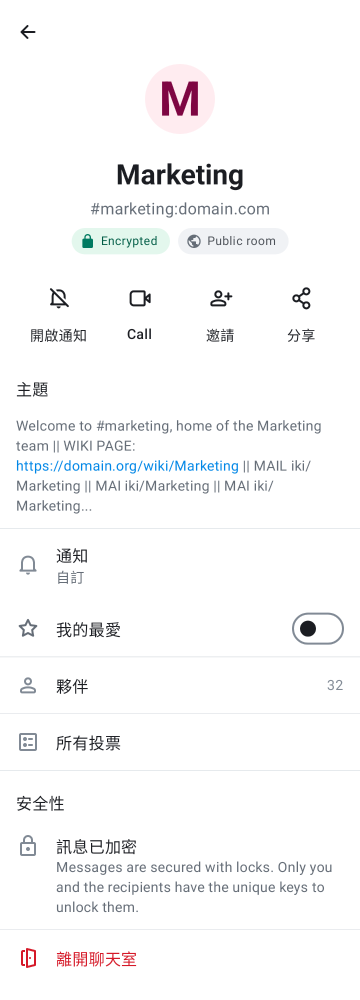 M
Marketing
#marketing:domain.com
Encrypted
Public room
開啟通知
Call
邀請
分享
主題
Welcome to #marketing, home of the Marketing
team || WIKI PAGE:
https://domain.org/wiki/Marketing || MAIL iki/
Marketing || MAI iki/Marketing || MAI iki/
Marketing...
通知
自訂
我的最愛
夥伴 32
所有投票
安全性
訊息已加密
Messages are secured with locks. Only you
and the recipients have the unique keys to
unlock them.
離開聊天室